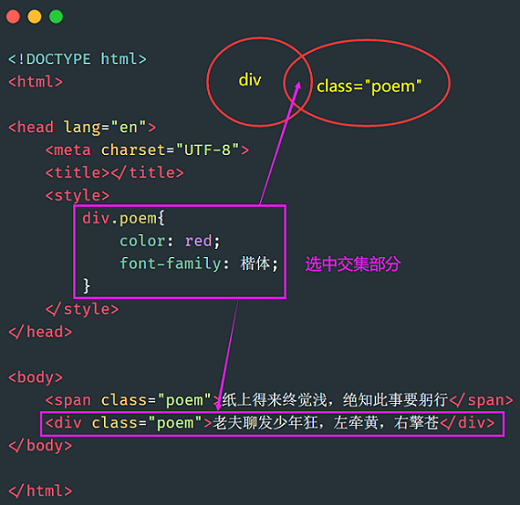 <!DOCTYPE html>
<html>
div
class="poem"
<head lang="en">
<meta charset="UTF-8">
<title></title>
<style>
div.poem{
color: red;
font-family: 楷体;
}
选中交集部分
</style>
</head>
<body>
<span class="poem">纸上得来终觉浅，绝知此事要躬行</span>
<div class="poem">老夫聊发少年狂，左牵黄，右擎苍</div>
</body>
</html>